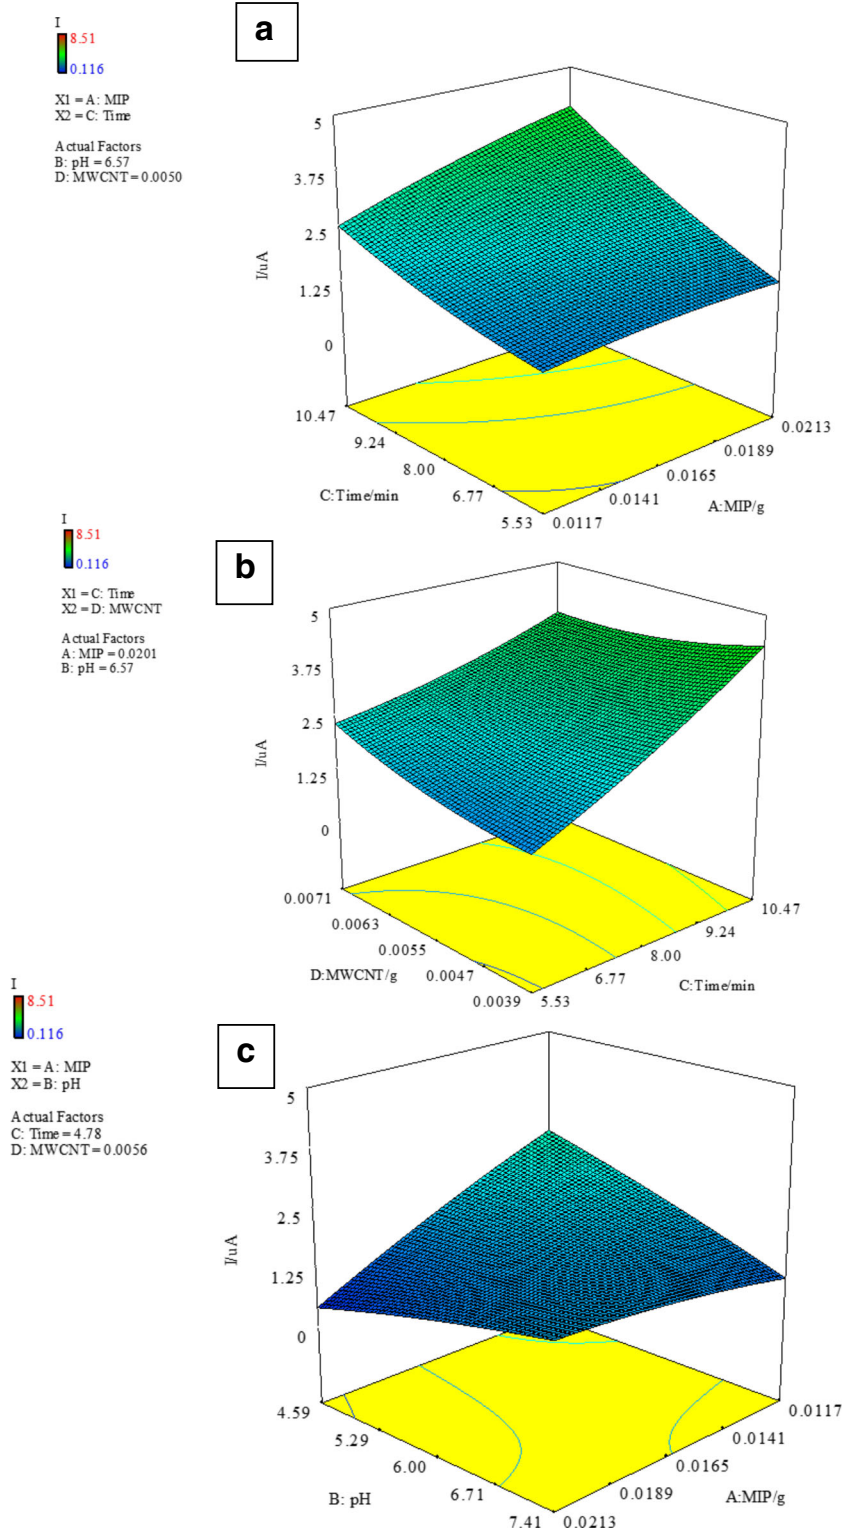 a
I
8.51
0.116
X1 = A: MIP
X2 = C: Time
Actual Factors
B: pH = 6.57
D: MWCNT = 0.0050
5
3.75
2.5
1.25
0
I/uA
10.47
9.24
8.00
6.77
5.53
C:Time/min
0.0117
0.0141
0.0165
0.0189
0.0213
A:MIP/g
b
I
8.51
0.116
X1 = C: Time
X2 = D: MWCNT
Actual Factors
A: MIP = 0.0201
B: pH = 6.57
5
3.75
2.5
1.25
0
I/uA
0.0071
0.0063
0.0055
0.0047
0.0039
D:MWCNT/g
5.53
6.77
8.00
9.24
10.47
C:Time/min
c
I
8.51
0.116
X1 = A: MIP
X2 = B: pH
Actual Factors
C: Time = 4.78
D: MWCNT = 0.0056
5
3.75
2.5
1.25
0
I/uA
4.59
5.29
6.00
6.71
7.41
B: pH
0.0213
0.0189
0.0165
0.0141
0.0117
A:MIP/g